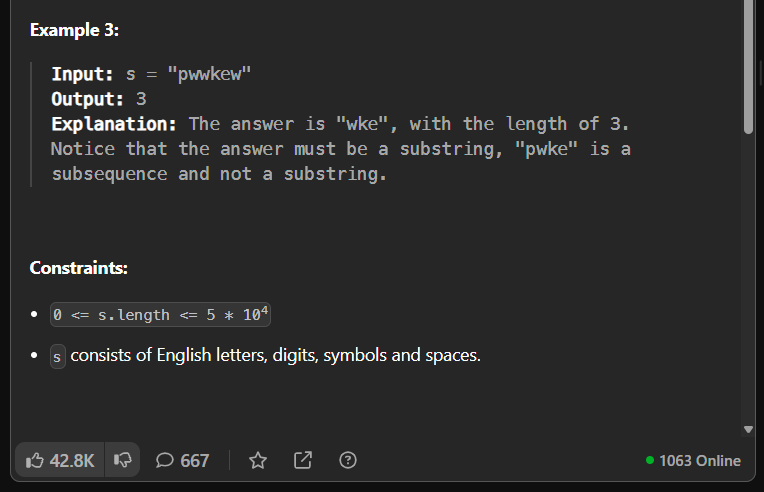 Example 3:
Input: s = "pwwkew"
Output: 3
Explanation: The answer is "wke", with the length of 3.
Notice that the answer must be a substring, "pwke" is a
subsequence and not a substring.
Constraints:
• 0 <= s.length <= 5 * 10⁴
• s consists of English letters, digits, symbols and spaces.
42.8K 667 1063 Online